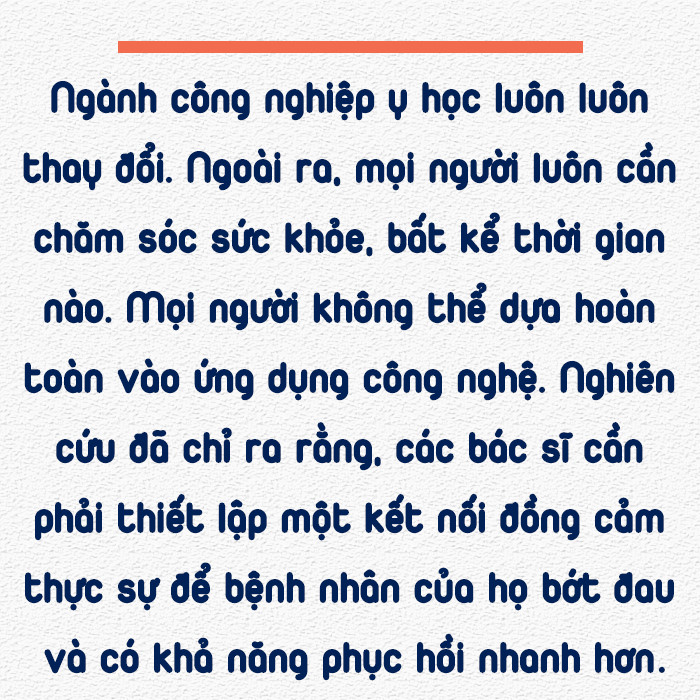 Ngành công nghiệp y học luôn luôn
thay đổi. Ngoài ra, mọi người luôn cần
chăm sóc sức khỏe, bất kể thời gian
nào. Mọi người không thể dựa hoàn
toàn vào ứng dụng công nghệ. Nghiên
cứu đã chỉ ra rằng, các bác sĩ cần
phải thiết lập một kết nối đồng cảm
thực sự để bệnh nhân của họ bớt đau
và có khả năng phục hồi nhanh hơn.